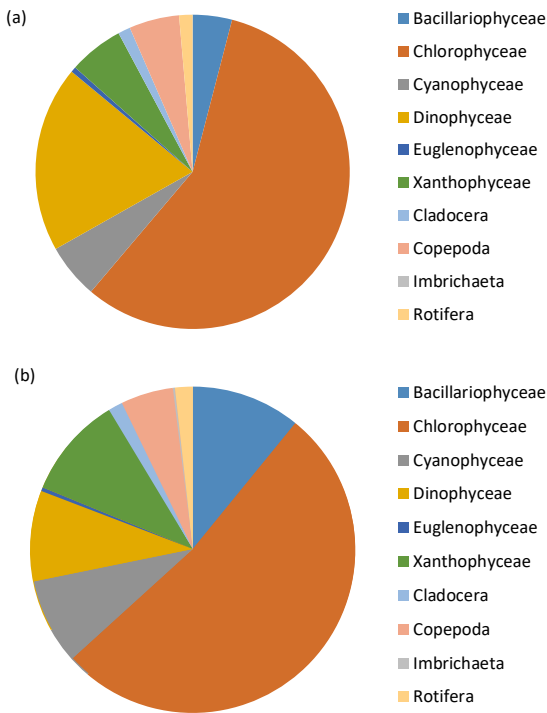 (a)
Bacillariophyceae
Chlorophyceae
Cyanophyceae
Dinophyceae
Euglenophyceae
Xanthophyceae
Cladocera
Copepoda
Imbrichaeta
Rotifera
(b)
Bacillariophyceae
Chlorophyceae
Cyanophyceae
Dinophyceae
Euglenophyceae
Xanthophyceae
Cladocera
Copepoda
Imbrichaeta
Rotifera